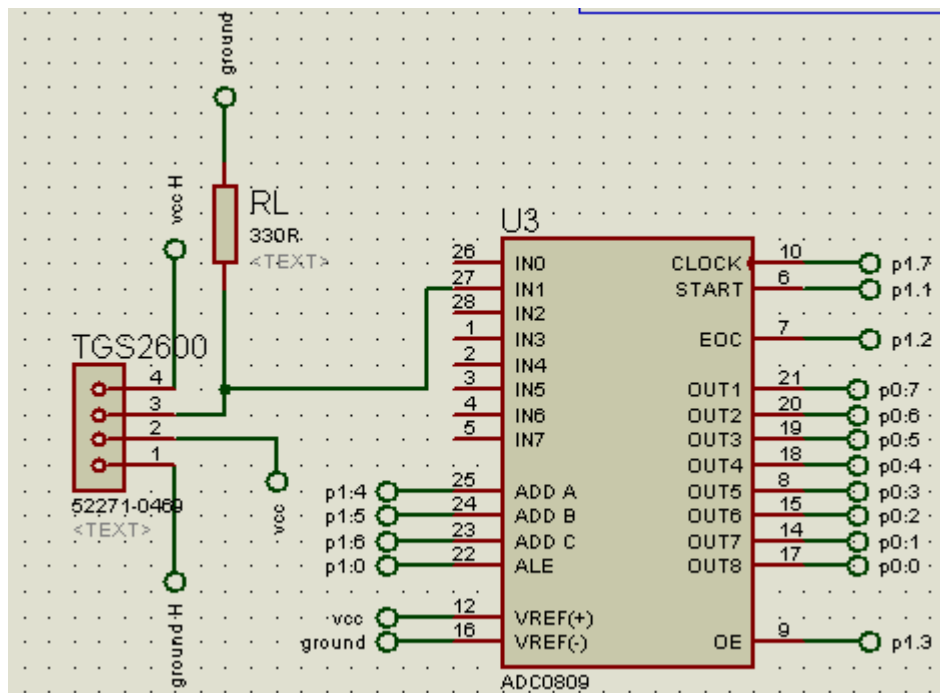 ground
vcc H
RL
330R
<TEXT>
U3
26 IN0 CLOCK 10 p1.7
27 IN1 START 6 p1.1
28 IN2
1 IN3 EOC 7 p1.2
2 IN4
3 IN5 OUT1 21 p0:7
4 IN6 OUT2 20 p0:6
5 IN7 OUT3 19 p0:5
OUT4 18 p0:4
p1:4 25 ADD A OUT5 8 p0:3
p1:5 24 ADD B OUT6 15 p0:2
p1:6 23 ADD C OUT7 14 p0:1
p1:0 22 ALE OUT8 17 p0:0
vcc 12 VREF(+)
ground 16 VREF(-) OE 9 p1.3
ADC0809
TGS2600
4
3
2
1
52271-0469
<TEXT>
vcc
ground H